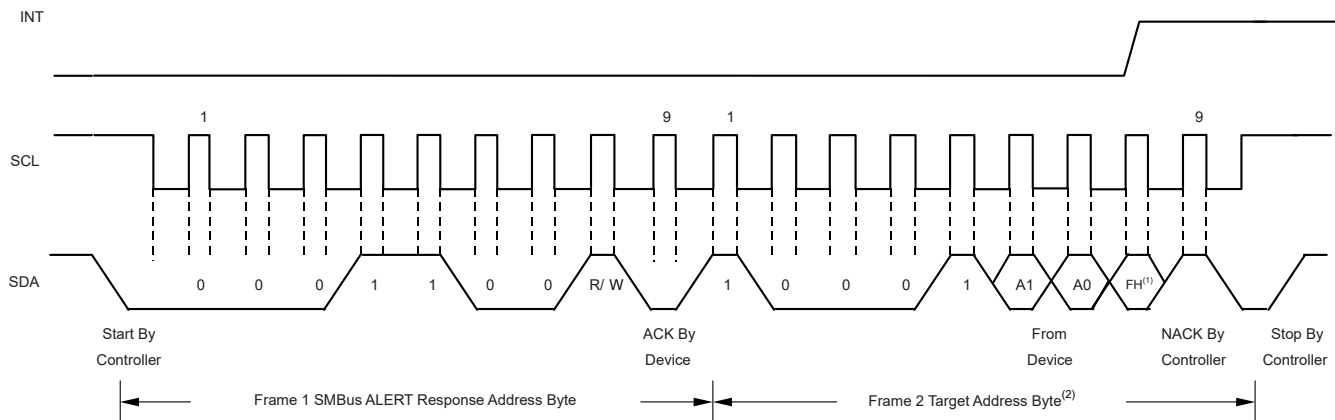 INT
1 9 1 9
SCL
SDA
0 0 0 1 1 0 0 R/ W 1 0 0 0 1 A1 A0 FH(1)
Start By
Controller
ACK By
Device
From
Device
NACK By
Controller
Stop By
Controller
Frame 1 SMBus ALERT Response Address Byte
Frame 2 Target Address Byte(2)